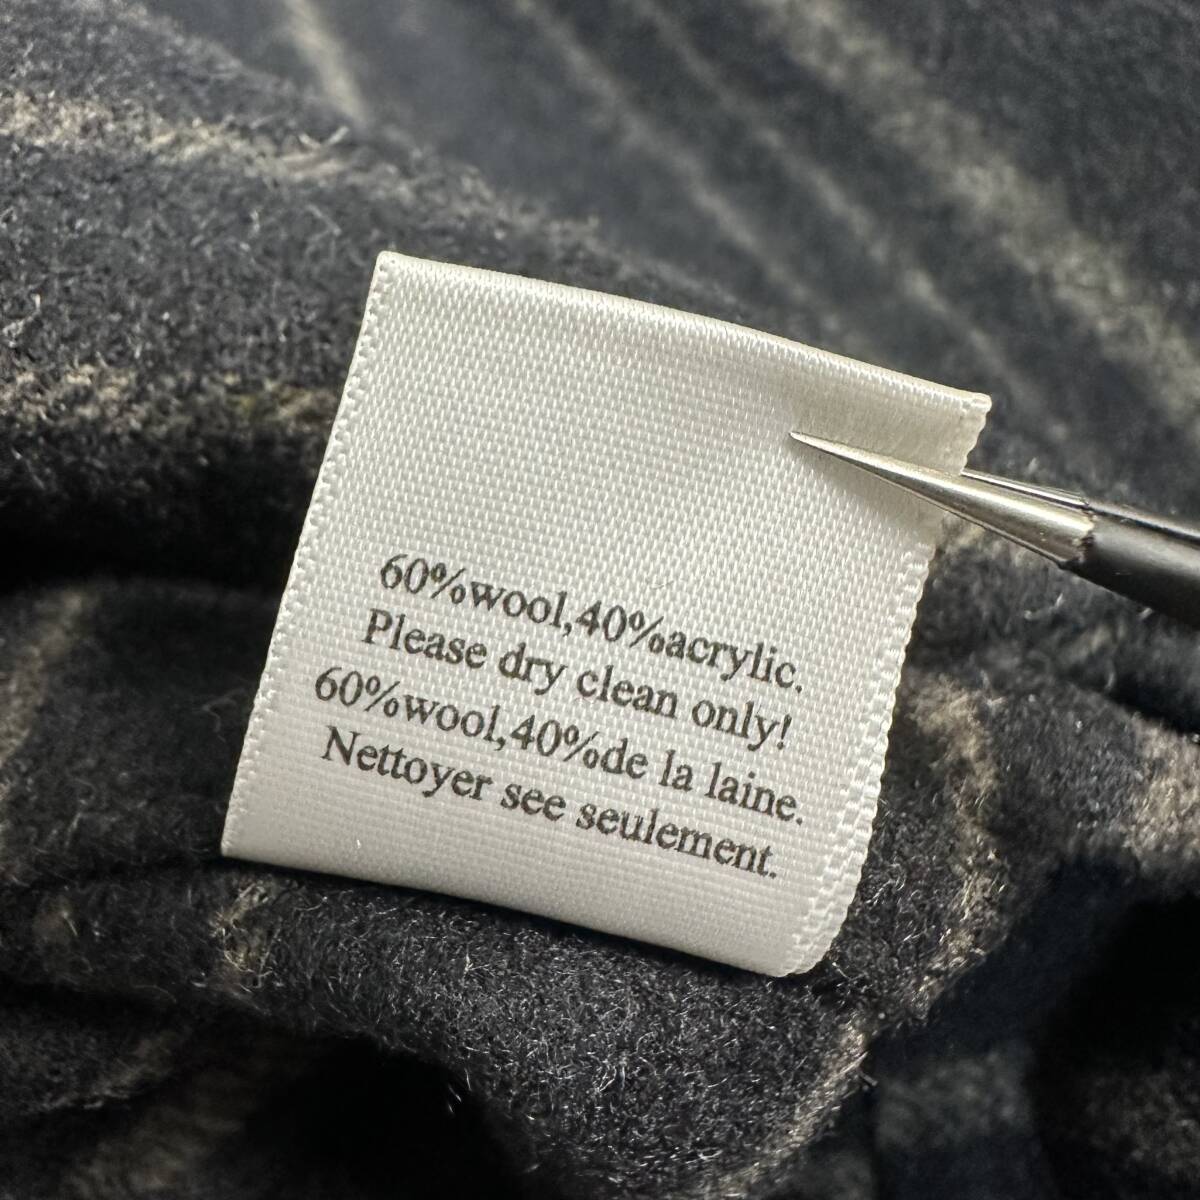 60%wool,40%acrylic.
Please dry clean only!
60%wool,40%de la laine.
Nettoyer see seulement.